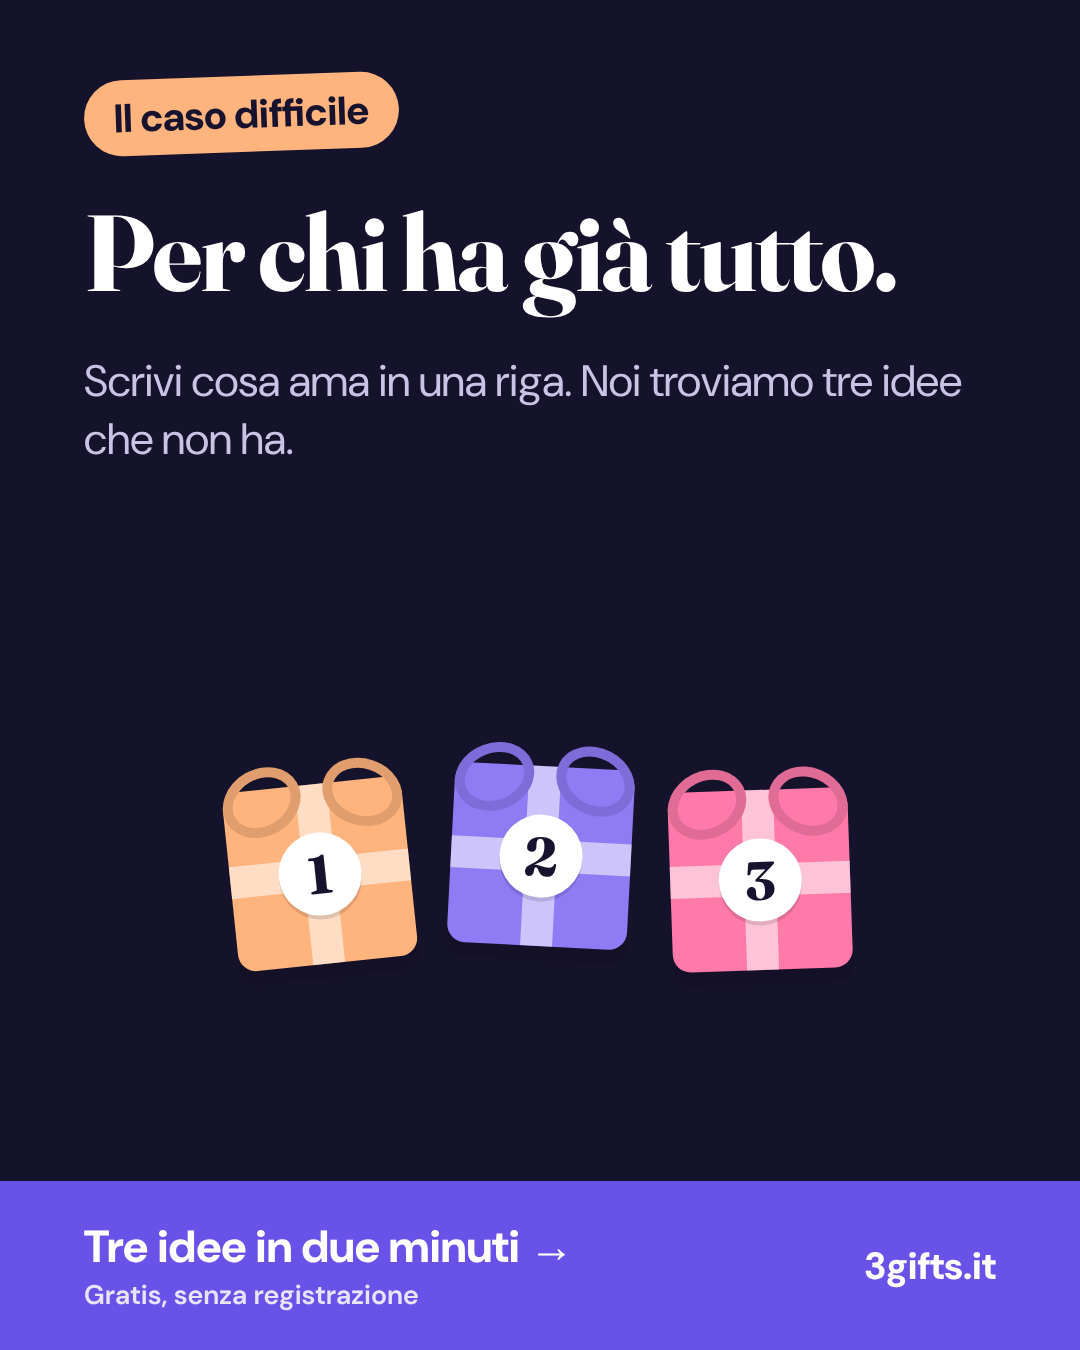 Il caso difficile
Per chi ha già tutto.
Scrivi cosa ama in una riga. Noi troviamo tre idee
che non ha.
1
2
3
Tre idee in due minuti →
Gratis, senza registrazione
3gifts.it